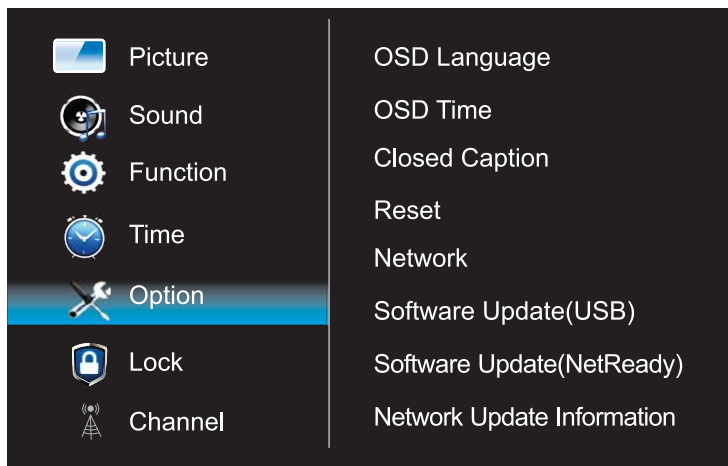 Picture
Sound
Function
Time
Option
Lock
Channel
OSD Language
OSD Time
Closed Caption
Reset
Network
Software Update(USB)
Software Update(NetReady)
Network Update Information